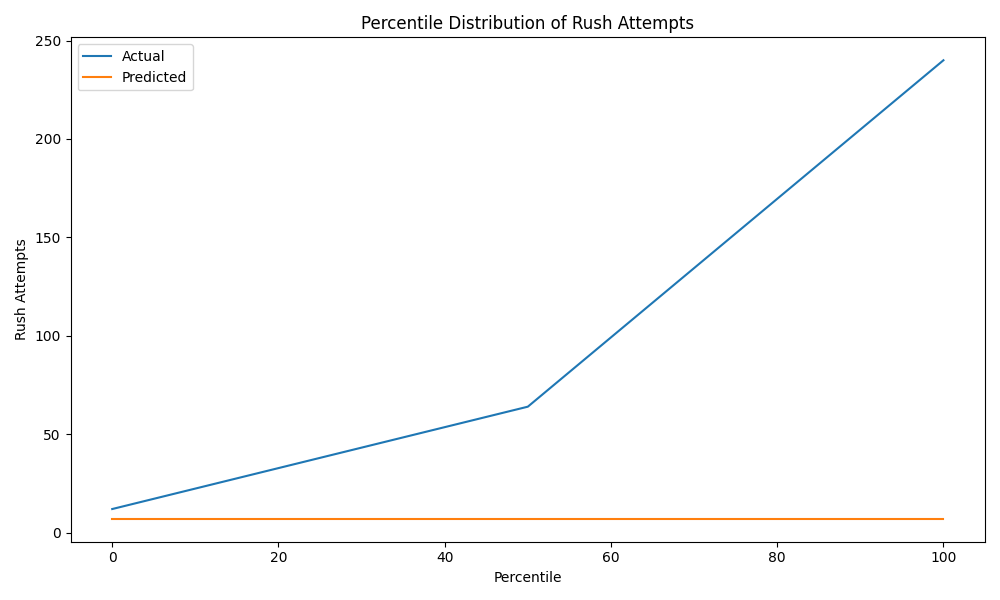 Percentile Distribution of Rush Attempts
Actual
Predicted
250
200
150
100
50
0
Rush Attempts
0 20 40 60 80 100
Percentile